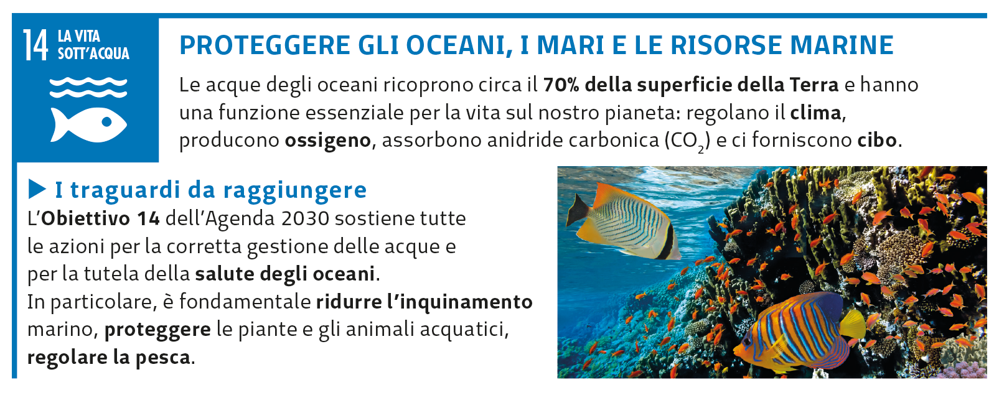 14 LA VITA
SOTT'ACQUA
PROTEGGERE GLI OCEANI, I MARI E LE RISORSE MARINE
Le acque degli oceani ricoprono circa il 70% della superficie della Terra e hanno
una funzione essenziale per la vita sul nostro pianeta: regolano il clima,
producono ossigeno, assorbono anidride carbonica (CO₂) e ci forniscono cibo.
▶ I traguardi da raggiungere
L'Obiettivo 14 dell'Agenda 2030 sostiene tutte
le azioni per la corretta gestione delle acque e
per la tutela della salute degli oceani.
In particolare, è fondamentale ridurre l'inquinamento
marino, proteggere le piante e gli animali acquatici,
regolare la pesca.